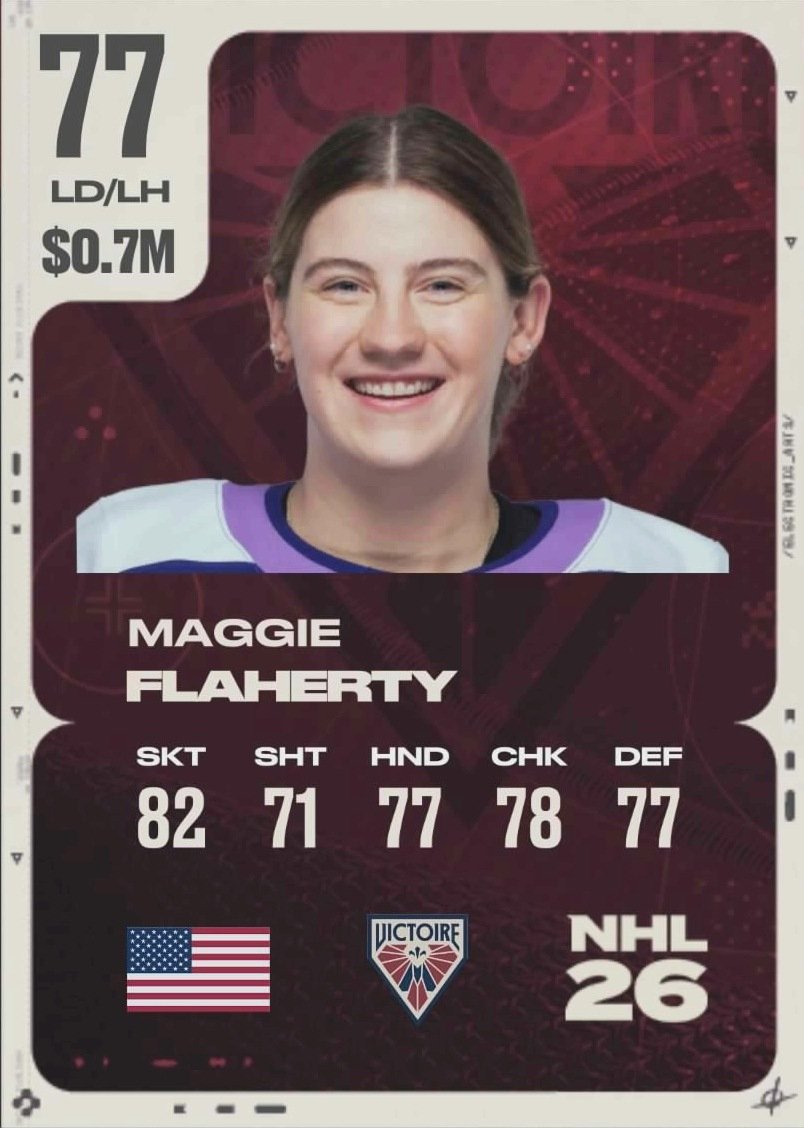 77
LD/LH
$0.7M
VICTOIRE
MAGGIE
FLAHERTY
SKT SHT HND CHK DEF
82 71 77 78 77
VICTOIRE
NHL
26